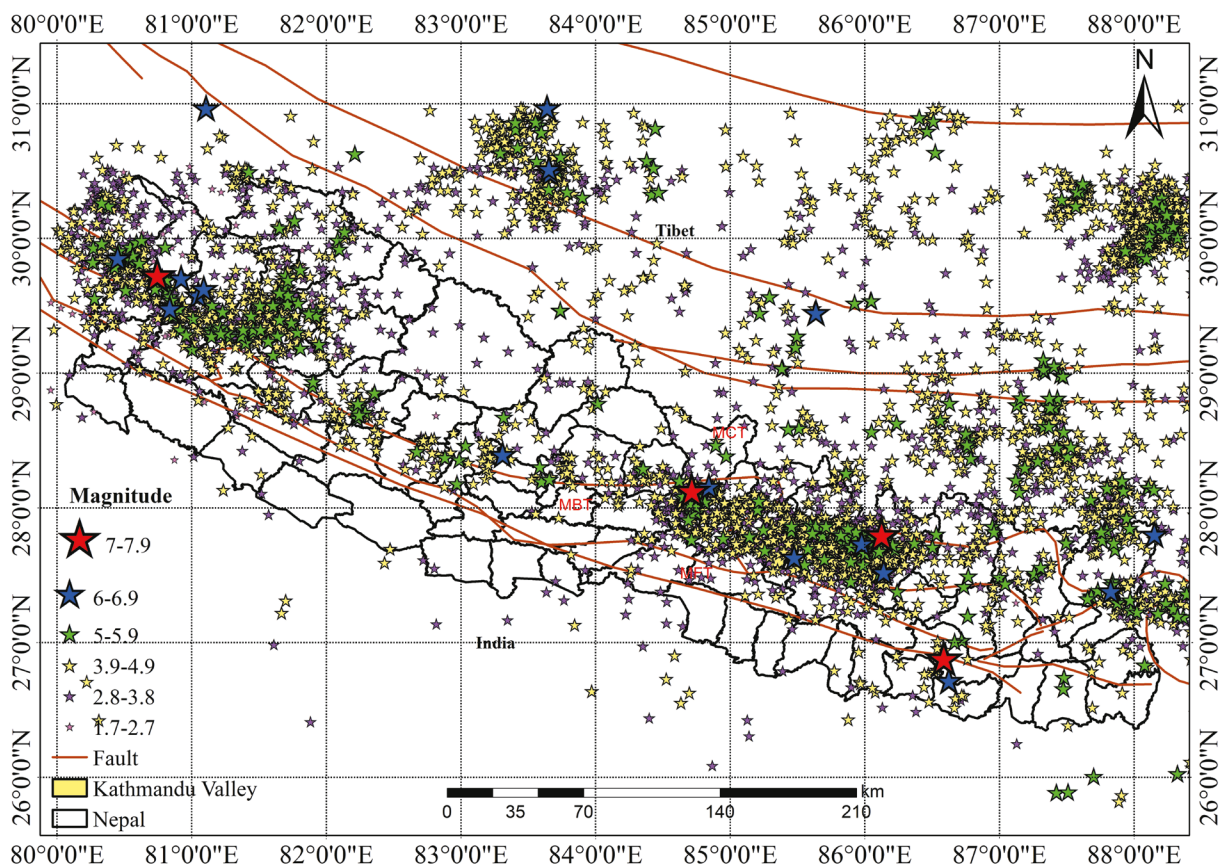 80°0'0"E 81°0'0"E 82°0'0"E 83°0'0"E 84°0'0"E 85°0'0"E 86°0'0"E 87°0'0"E 88°0'0"E
N
31°0'0"N 31°0'0"N
30°0'0"N 30°0'0"N
Tibet
29°0'0"N 29°0'0"N
MCT
28°0'0"N 28°0'0"N
MBT
MFT
27°0'0"N 27°0'0"N
India
26°0'0"N 26°0'0"N
Magnitude
7-7.9
6-6.9
5-5.9
3.9-4.9
2.8-3.8
1.7-2.7
Fault
Kathmandu Valley
Nepal
km
0 35 70 140 210
80°0'0"E 81°0'0"E 82°0'0"E 83°0'0"E 84°0'0"E 85°0'0"E 86°0'0"E 87°0'0"E 88°0'0"E